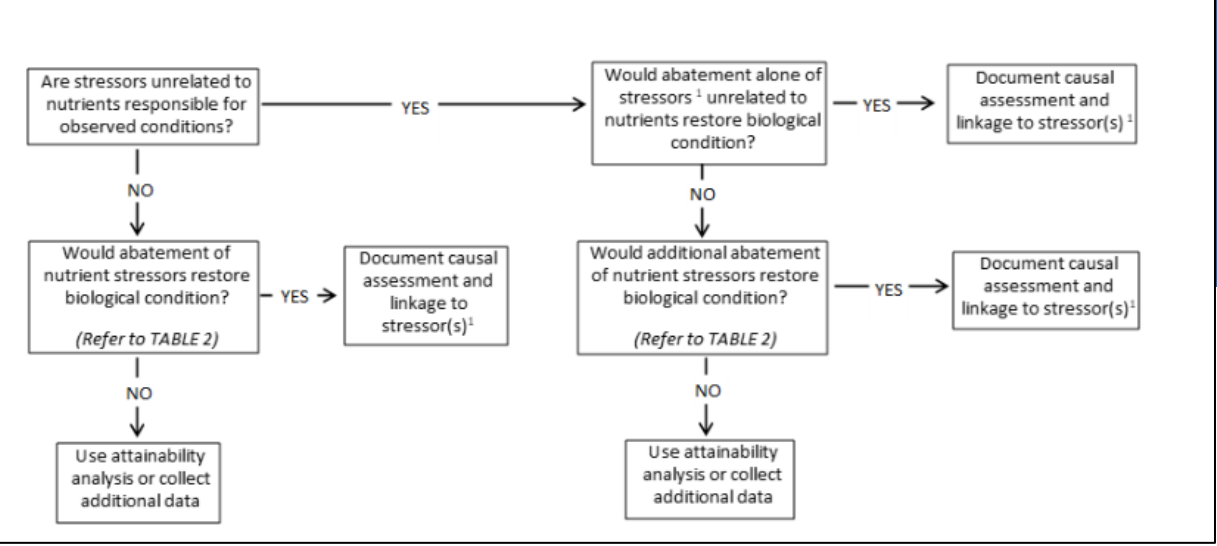 Are stressors unrelated to
nutrients responsible for
observed conditions?
YES
Would abatement alone of
stressors ¹ unrelated to
nutrients restore biological
condition?
YES
Document causal
assessment and
linkage to stressor(s) ¹
NO
NO
Would abatement of
nutrient stressors restore
biological condition?
(Refer to TABLE 2)
YES
Document causal
assessment and
linkage to
stressor(s)¹
Would additional abatement
of nutrient stressors restore
biological condition?
(Refer to TABLE 2)
YES
Document causal
assessment and
linkage to stressor(s)¹
NO
NO
Use attainability
analysis or collect
additional data
Use attainability
analysis or collect
additional data